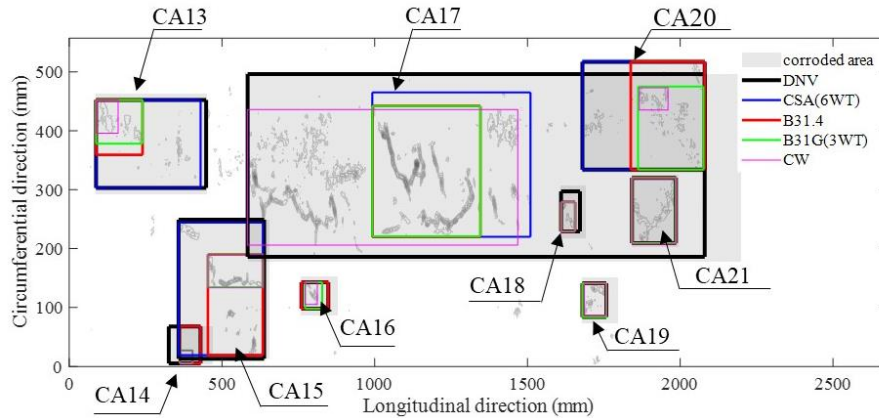 CA13
CA17
CA20
corroded area
DNV
CSA(6WT)
B31.4
B31G(3WT)
CW
500
400
300
200
100
0
Circumferential direction (mm)
CA18
CA21
CA16
CA19
CA14
CA15
0
500
1000
1500
2000
2500
Longitudinal direction (mm)